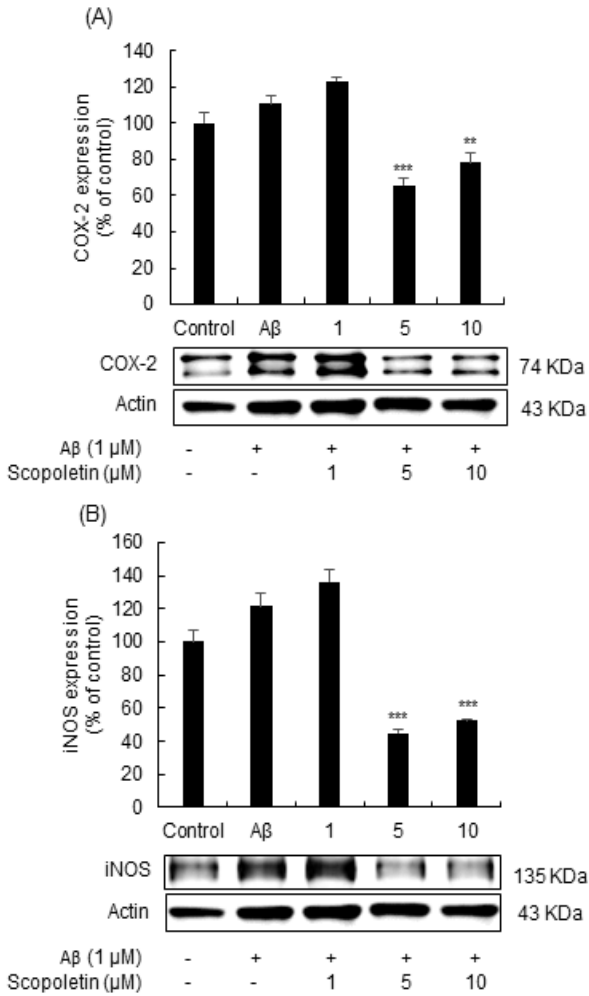 (A)
COX-2 expression
(% of control)
140
120
100
80
60
40
20
0
***
**
Control Aβ 1 5 10
COX-2 74 KDa
Actin 43 KDa
Aβ (1 µM) - + + + +
Scopoletin (µM) - - 1 5 10
(B)
iNOS expression
(% of control)
160
140
120
100
80
60
40
20
0
***
***
Control Aβ 1 5 10
iNOS 135 KDa
Actin 43 KDa
Aβ (1 µM) - + + + +
Scopoletin (µM) - - 1 5 10